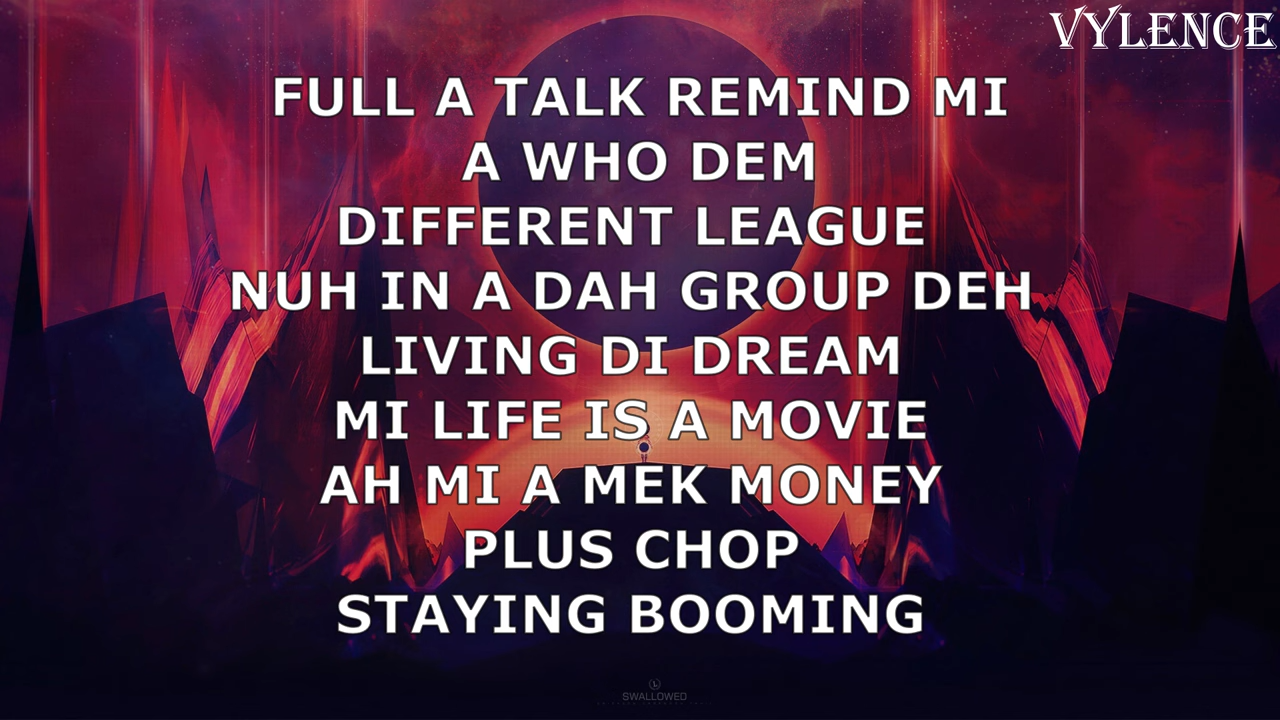 VYLENCE
FULL A TALK REMIND MI
A WHO DEM
DIFFERENT LEAGUE
NUH IN A DAH GROUP DEH
LIVING DI DREAM
MI LIFE IS A MOVIE
AH MI A MEK MONEY
PLUS CHOP
STAYING BOOMING
SWALLOWED